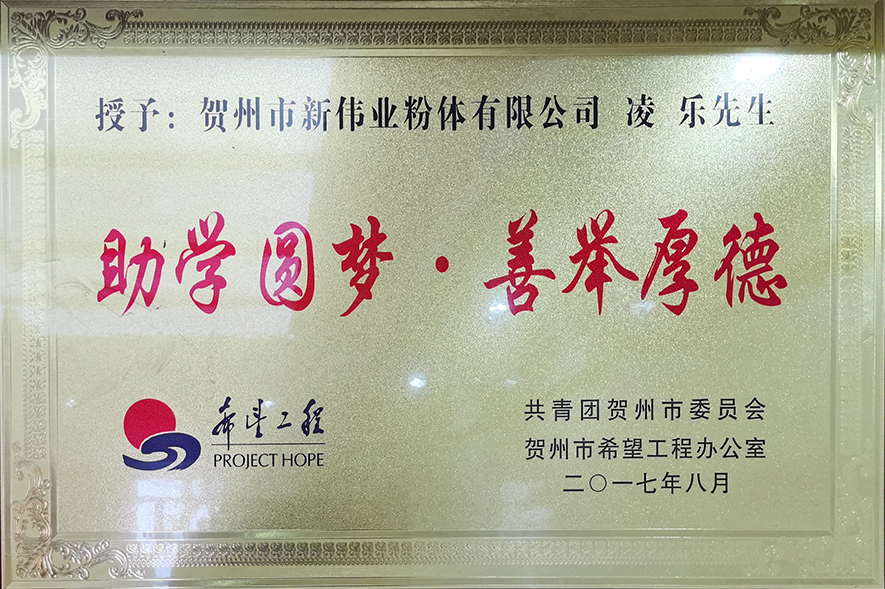 授予：贺州市新伟业粉体有限公司 凌 乐先生
助学圆梦·善举厚德
希望工程
PROJECT HOPE
共青团贺州市委员会
贺州市希望工程办公室
二〇一七年八月